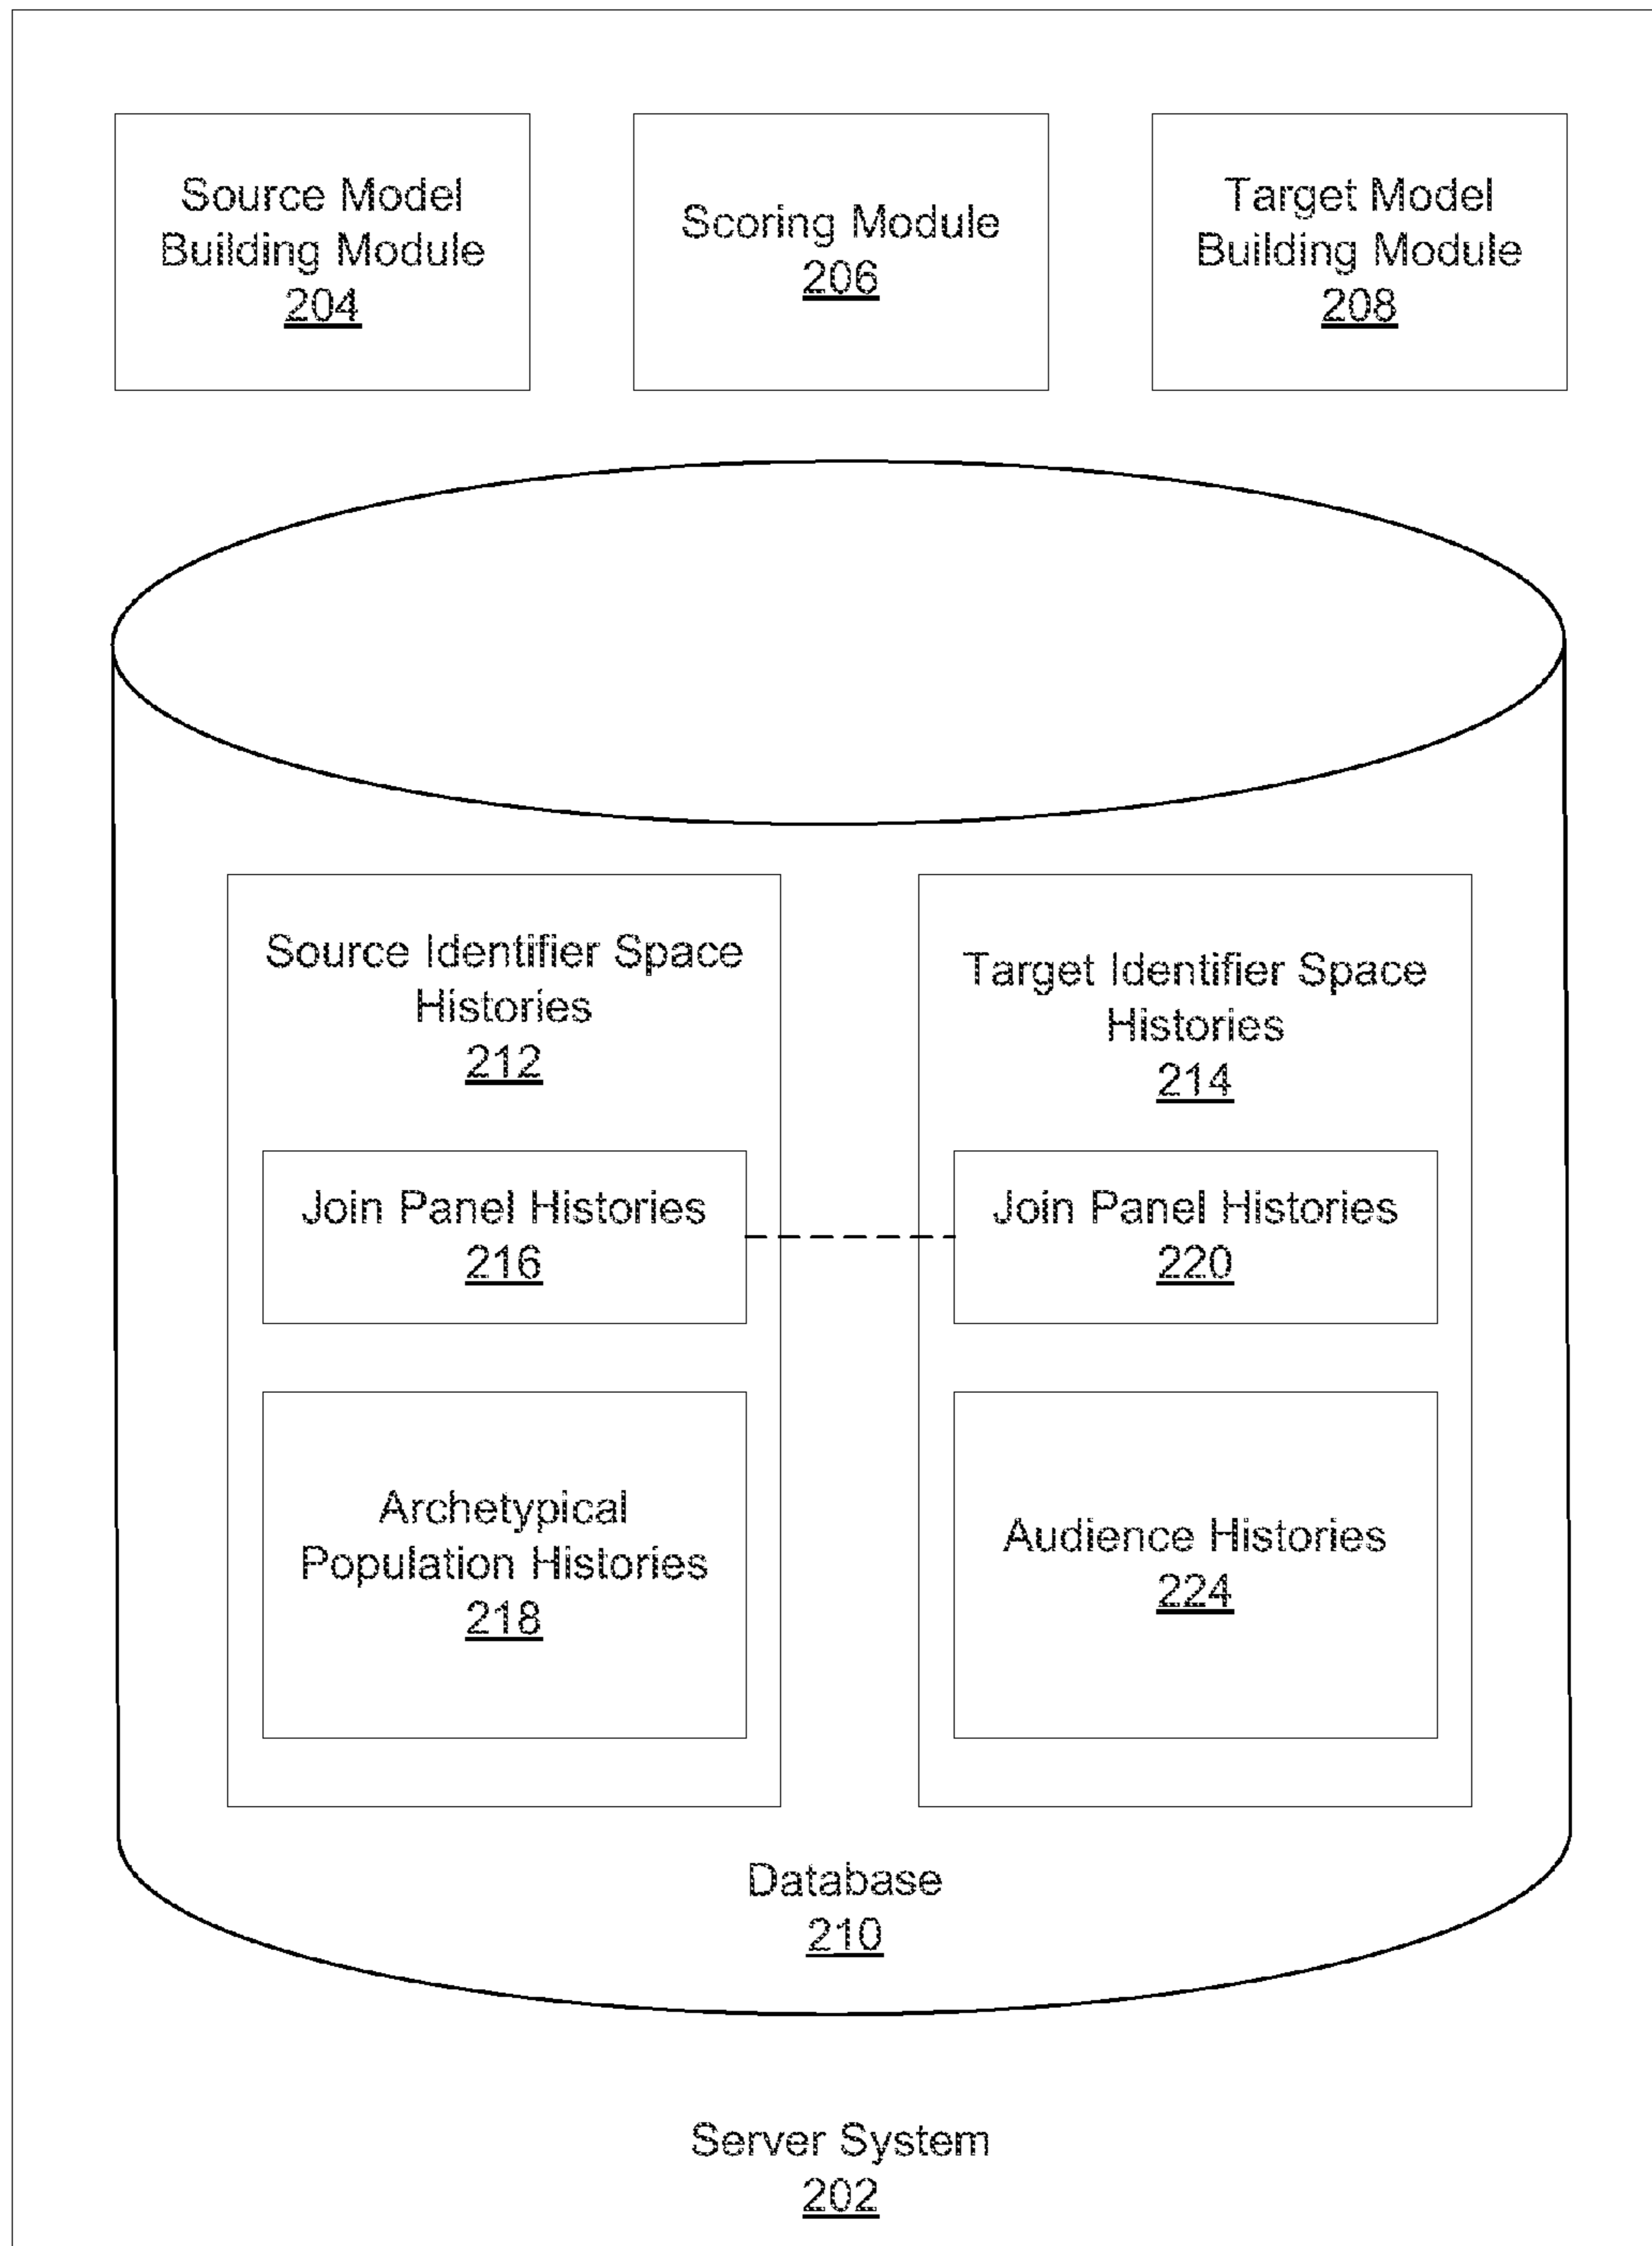 Source Model
Building Module
204
Scoring Module
206
Target Model
Building Module
208
Source Identifier Space
Histories
212
Join Panel Histories
216
Archetypical
Population Histories
218
Target Identifier Space
Histories
214
Join Panel Histories
220
Audience Histories
224
Database
210
Server System
202